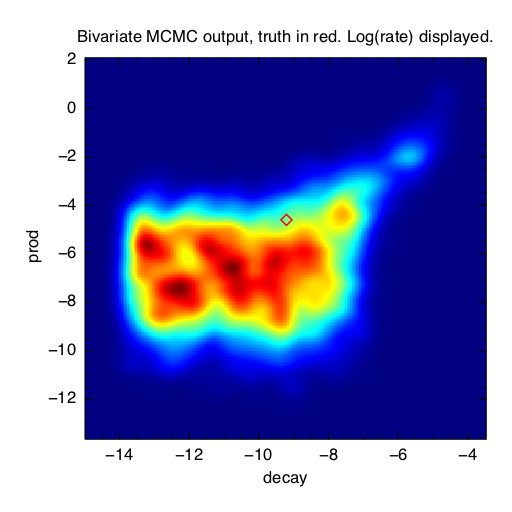 Bivariate MCMC output, truth in red. Log(rate) displayed.
2
0
−2
−4
−6
−8
−10
−12
prod
−14 −12 −10 −8 −6 −4
decay